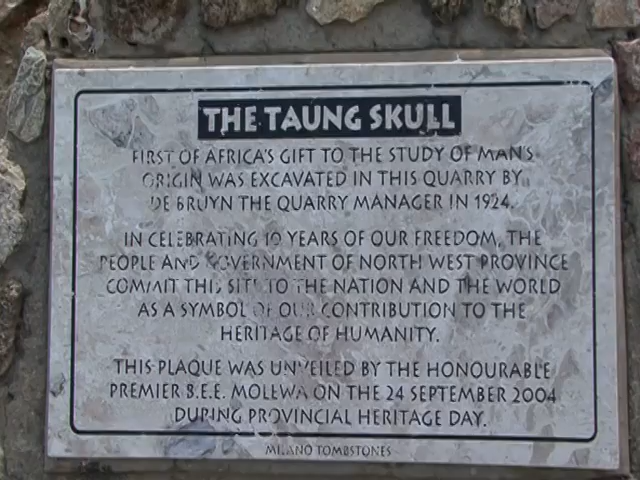 THE TAUNG SKULL
FIRST OF AFRICA'S GIFT TO THE STUDY OF MAN'S
ORIGIN WAS EXCAVATED IN THIS QUARRY BY
DE BRUYN THE QUARRY MANAGER IN 1924.
IN CELEBRATING 10 YEARS OF OUR FREEDOM, THE
PEOPLE AND GOVERNMENT OF NORTH WEST PROVINCE
COMMIT THIS SITE TO THE NATION AND THE WORLD
AS A SYMBOL OF OUR CONTRIBUTION TO THE
HERITAGE OF HUMANITY.
THIS PLAQUE WAS UNVEILED BY THE HONOURABLE
PREMIER B.E.E. MOLEWA ON THE 24 SEPTEMBER 2004
DURING PROVINCIAL HERITAGE DAY.
MILANO TOMBSTONES